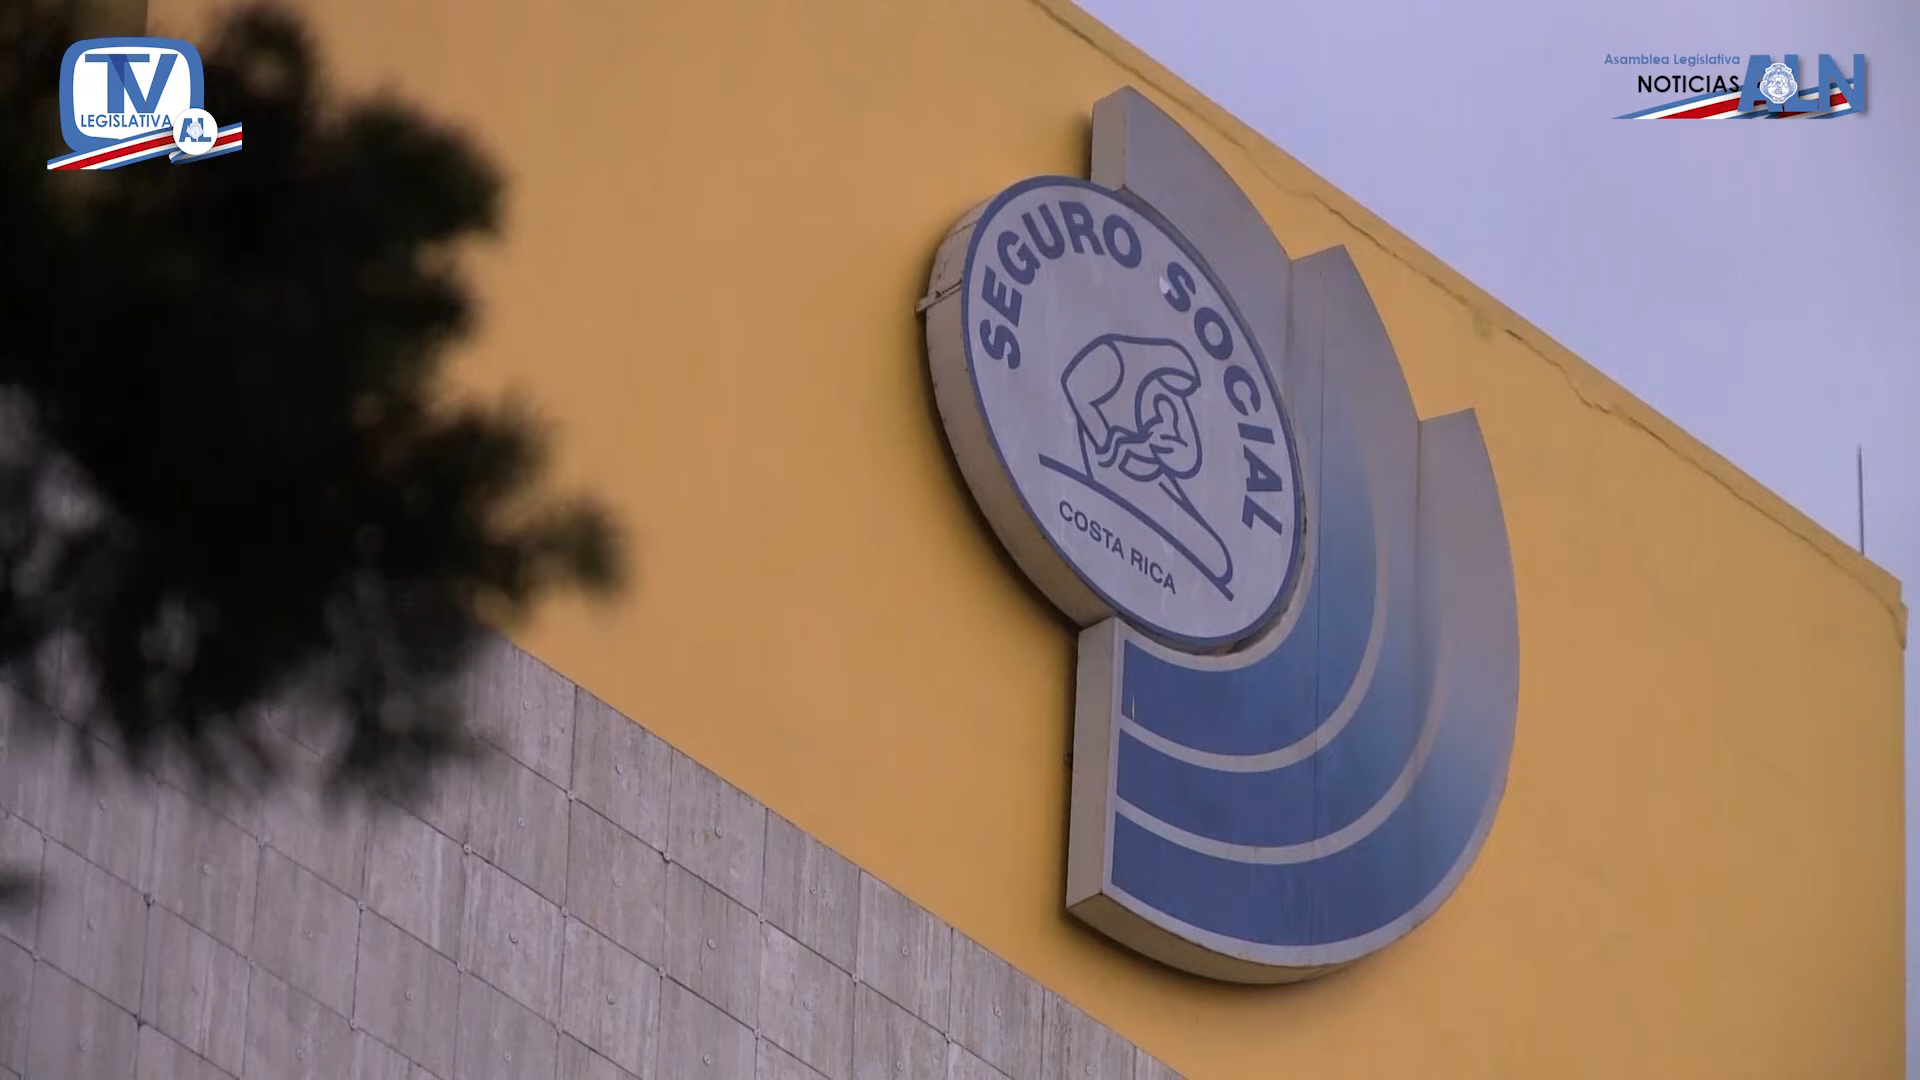 TV
LEGISLATIVA
AL
Asamblea Legislativa
NOTICIAS ALN
SEGURO SOCIAL
COSTA RICA